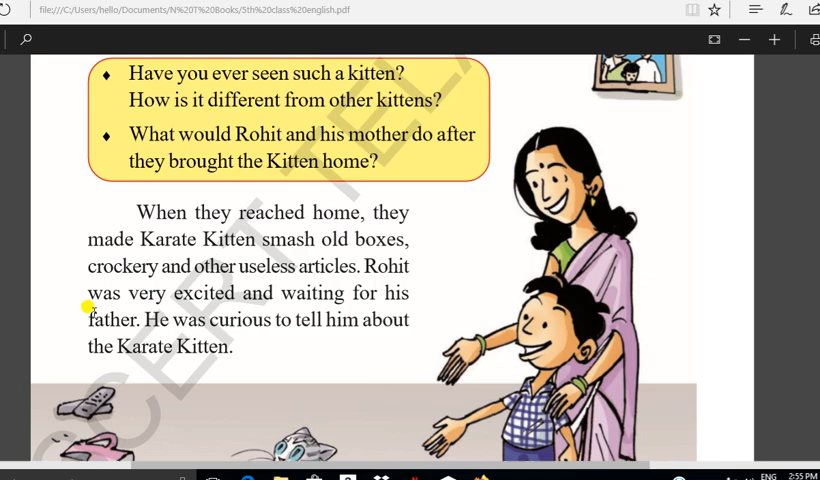 file:///C:/Users/hello/Documents/N%20T%20Books/5th%20class%20english.pdf
♦ Have you ever seen such a kitten?
How is it different from other kittens?
♦ What would Rohit and his mother do after
they brought the Kitten home?
When they reached home, they
made Karate Kitten smash old boxes,
crockery and other useless articles. Rohit
was very excited and waiting for his
father. He was curious to tell him about
the Karate Kitten.
SCERT TELA
ENG
2:55 PM